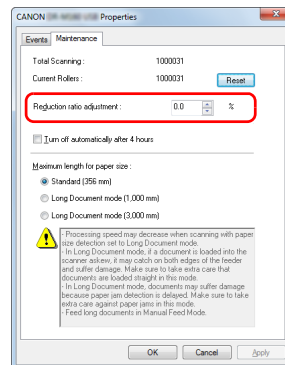 CANON Properties
Events Maintenance
Total Scanning : 1000031
Current Rollers : 1000031 Reset
Reduction ratio adjustment : 0.0 %
Turn off automatically after 4 hours
Maximum length for paper size :
Standard (356 mm)
Long Document mode (1,000 mm)
Long Document mode (3,000 mm)
- Processing speed may decrease when scanning with paper
size detection set to Long Document mode.
- In Long Document mode, if a document is loaded into the
scanner askew, it may catch on both edges of the feeder
and suffer damage. Make sure to take extra care that
documents are loaded straight in this mode.
- In Long Document mode, documents may suffer damage
because paper jam detection is delayed. Make sure to take
extra care against paper jams in this mode.
- Feed long documents in Manual Feed Mode.
OK Cancel Apply